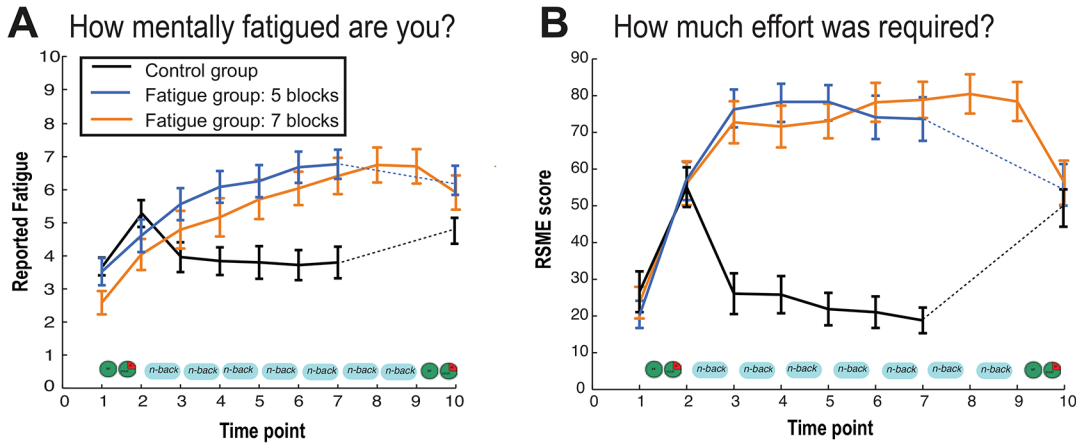 A How mentally fatigued are you?
Control group
Fatigue group: 5 blocks
Fatigue group: 7 blocks
Reported Fatigue
10
9
8
7
6
5
4
3
2
1
0
n-back n-back n-back n-back n-back n-back n-back
0 1 2 3 4 5 6 7 8 9 10
Time point
B How much effort was required?
RSME score
90
80
70
60
50
40
30
20
10
0
n-back n-back n-back n-back n-back n-back n-back
0 1 2 3 4 5 6 7 8 9 10
Time point